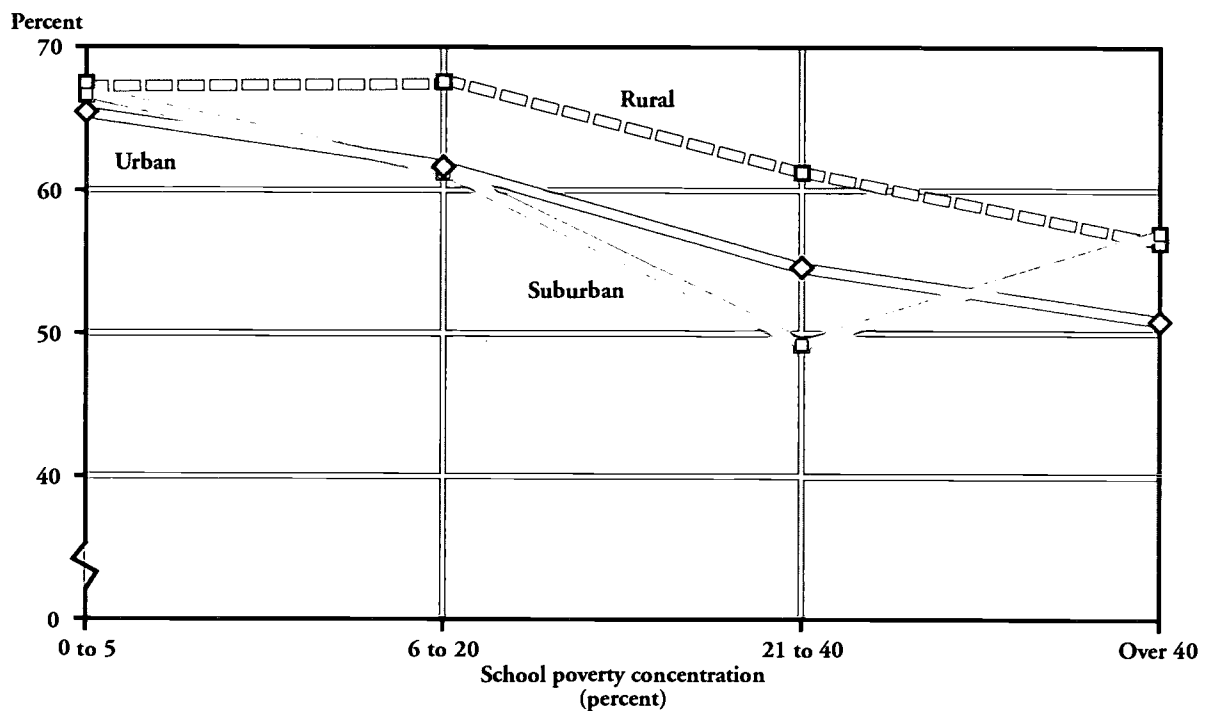 Percent
70
Rural
Urban
60
Suburban
50
40
0
0 to 5
6 to 20
21 to 40
Over 40
School poverty concentration
(percent)